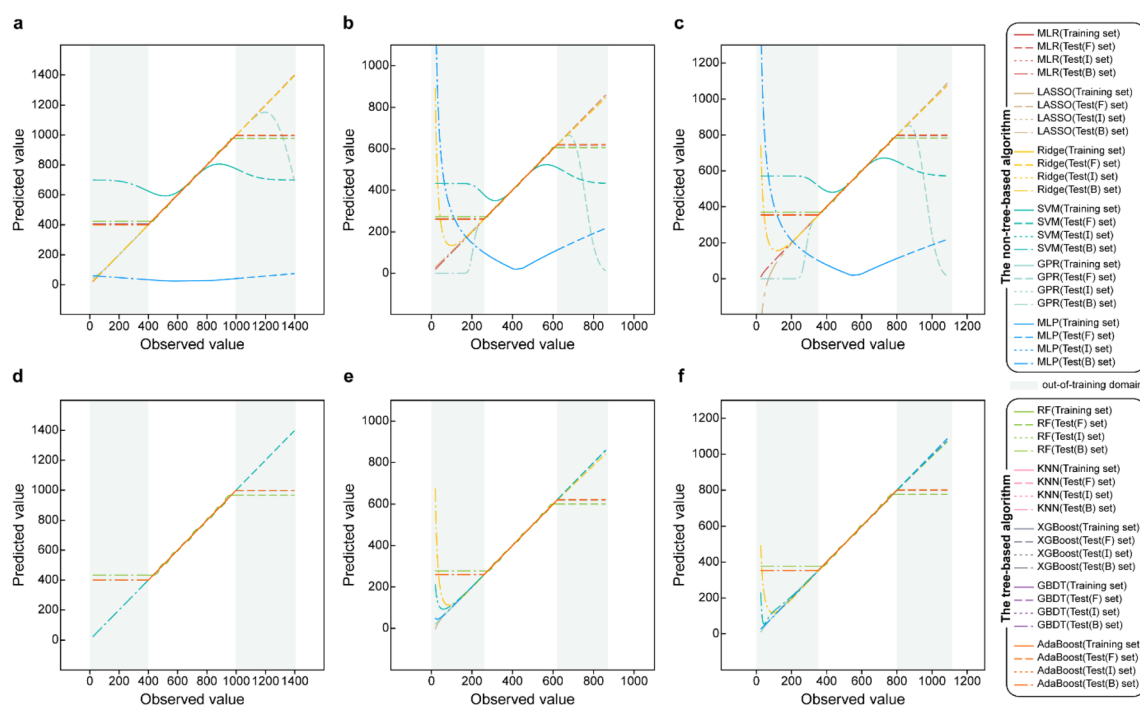 a
1400
1200
1000
800
600
400
200
0
Predicted value
0 200 400 600 800 1000 1200 1400
Observed value
b
1000
800
600
400
200
0
Predicted value
0 200 400 600 800 1000
Observed value
c
1200
1000
800
600
400
200
0
Predicted value
0 200 400 600 800 1000 1200
Observed value
The non-tree-based algorithm
MLR(Training set)
MLR(Test(F) set)
MLR(Test(I) set)
MLR(Test(B) set)
LASSO(Training set)
LASSO(Test(F) set)
LASSO(Test(I) set)
LASSO(Test(B) set)
Ridge(Training set)
Ridge(Test(F) set)
Ridge(Test(I) set)
Ridge(Test(B) set)
SVM(Training set)
SVM(Test(F) set)
SVM(Test(I) set)
SVM(Test(B) set)
GPR(Training set)
GPR(Test(F) set)
GPR(Test(I) set)
GPR(Test(B) set)
MLP(Training set)
MLP(Test(F) set)
MLP(Test(I) set)
MLP(Test(B) set)
out-of-training domain
d
1400
1200
1000
800
600
400
200
0
Predicted value
0 200 400 600 800 1000 1200 1400
Observed value
e
1000
800
600
400
200
0
Predicted value
0 200 400 600 800 1000
Observed value
f
1200
1000
800
600
400
200
0
Predicted value
0 200 400 600 800 1000 1200
Observed value
The tree-based algorithm
RF(Training set)
RF(Test(F) set)
RF(Test(I) set)
RF(Test(B) set)
KNN(Training set)
KNN(Test(F) set)
KNN(Test(I) set)
KNN(Test(B) set)
XGBoost(Training set)
XGBoost(Test(F) set)
XGBoost(Test(I) set)
XGBoost(Test(B) set)
GBDT(Training set)
GBDT(Test(F) set)
GBDT(Test(I) set)
GBDT(Test(B) set)
AdaBoost(Training set)
AdaBoost(Test(F) set)
AdaBoost(Test(I) set)
AdaBoost(Test(B) set)